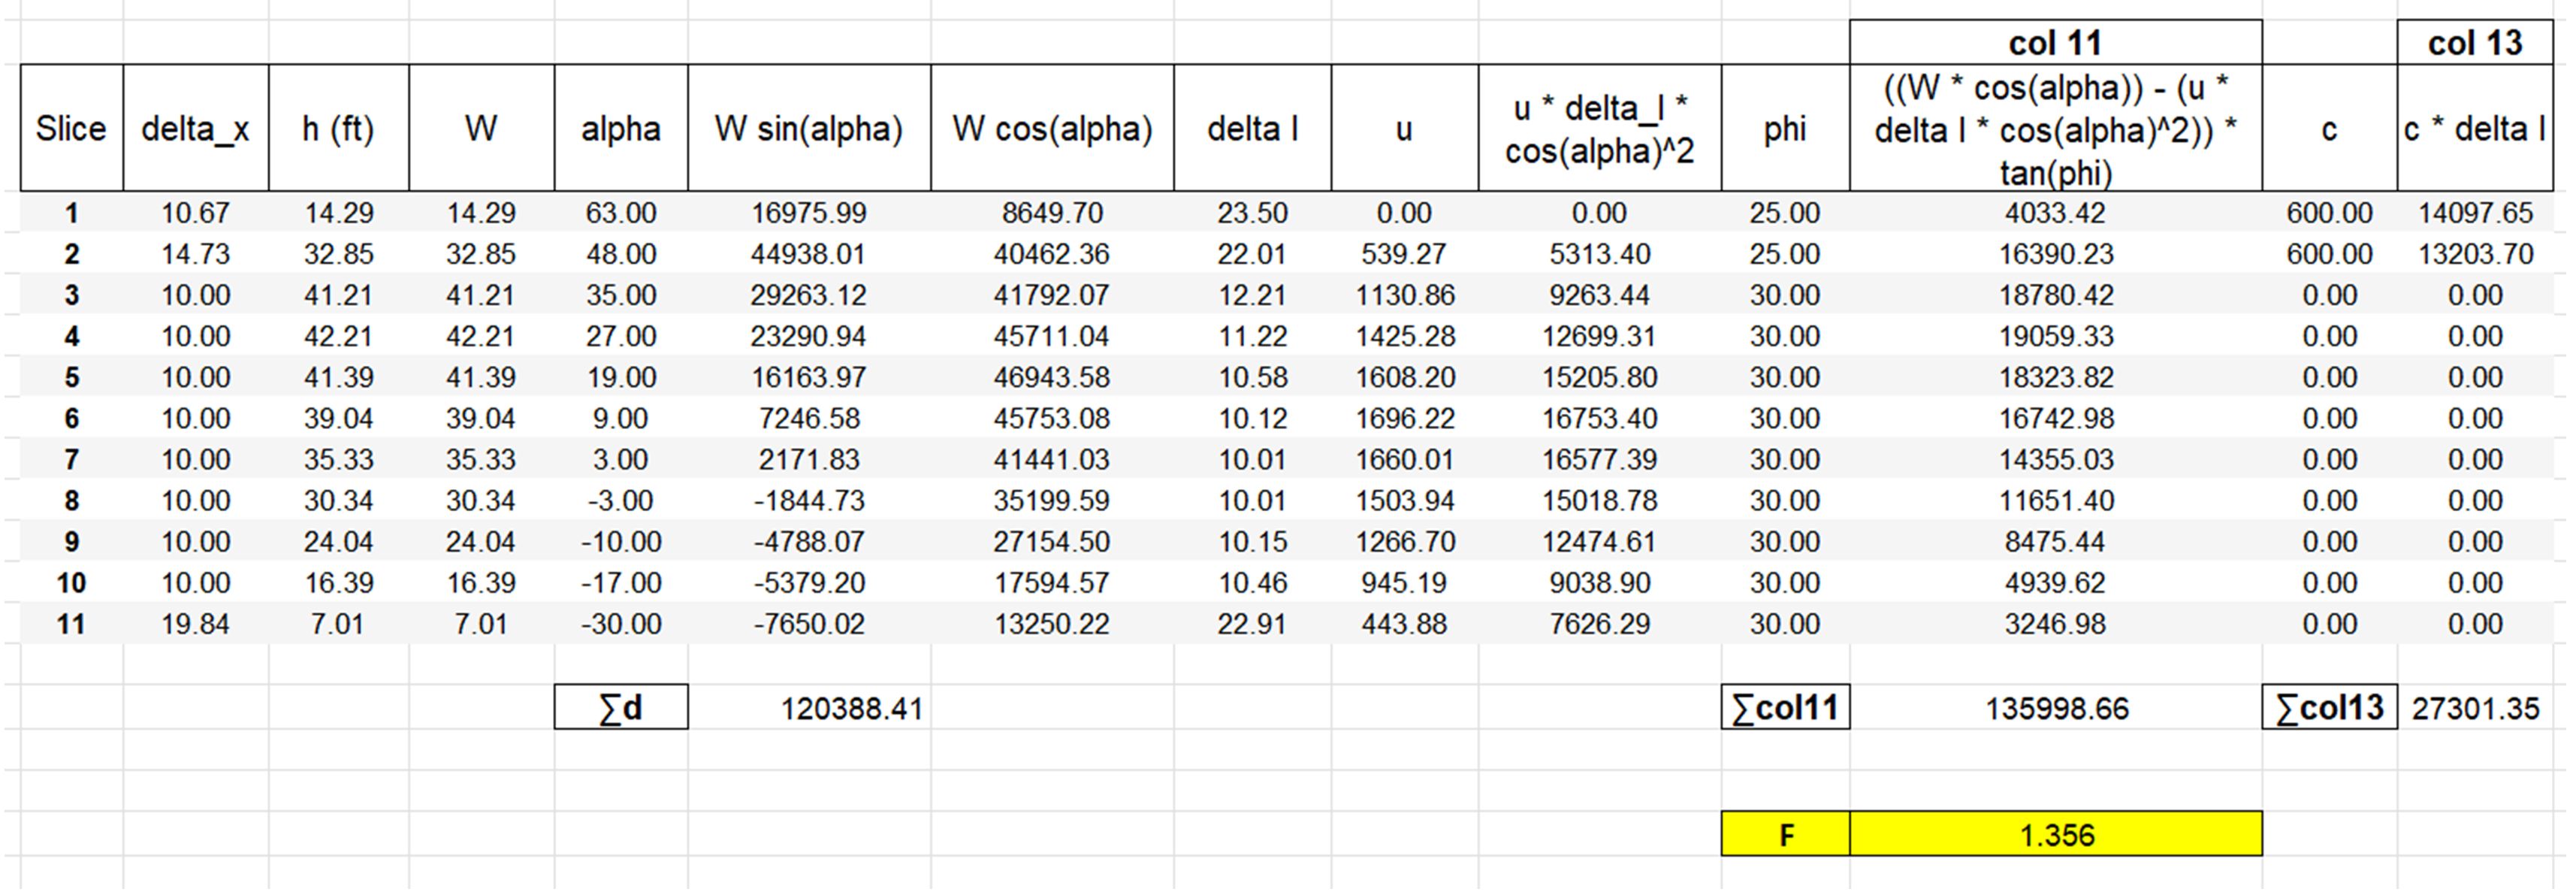 col 11 col 13
Slice delta_x h (ft) W alpha W sin(alpha) W cos(alpha) delta l u u * delta_l * cos(alpha)^2 phi ((W * cos(alpha)) - (u * delta l * cos(alpha)^2)) * tan(phi) c c * delta l
1 10.67 14.29 14.29 63.00 16975.99 8649.70 23.50 0.00 0.00 25.00 4033.42 600.00 14097.65
2 14.73 32.85 32.85 48.00 44938.01 40462.36 22.01 539.27 5313.40 25.00 16390.23 600.00 13203.70
3 10.00 41.21 41.21 35.00 29263.12 41792.07 12.21 1130.86 9263.44 30.00 18780.42 0.00 0.00
4 10.00 42.21 42.21 27.00 23290.94 45711.04 11.22 1425.28 12699.31 30.00 19059.33 0.00 0.00
5 10.00 41.39 41.39 19.00 16163.97 46943.58 10.58 1608.20 15205.80 30.00 18323.82 0.00 0.00
6 10.00 39.04 39.04 9.00 7246.58 45753.08 10.12 1696.22 16753.40 30.00 16742.98 0.00 0.00
7 10.00 35.33 35.33 3.00 2171.83 41441.03 10.01 1660.01 16577.39 30.00 14355.03 0.00 0.00
8 10.00 30.34 30.34 -3.00 -1844.73 35199.59 10.01 1503.94 15018.78 30.00 11651.40 0.00 0.00
9 10.00 24.04 24.04 -10.00 -4788.07 27154.50 10.15 1266.70 12474.61 30.00 8475.44 0.00 0.00
10 10.00 16.39 16.39 -17.00 -5379.20 17594.57 10.46 945.19 9038.90 30.00 4939.62 0.00 0.00
11 19.84 7.01 7.01 -30.00 -7650.02 13250.22 22.91 443.88 7626.29 30.00 3246.98 0.00 0.00
∑d 120388.41 ∑col11 135998.66 ∑col13 27301.35
F 1.356